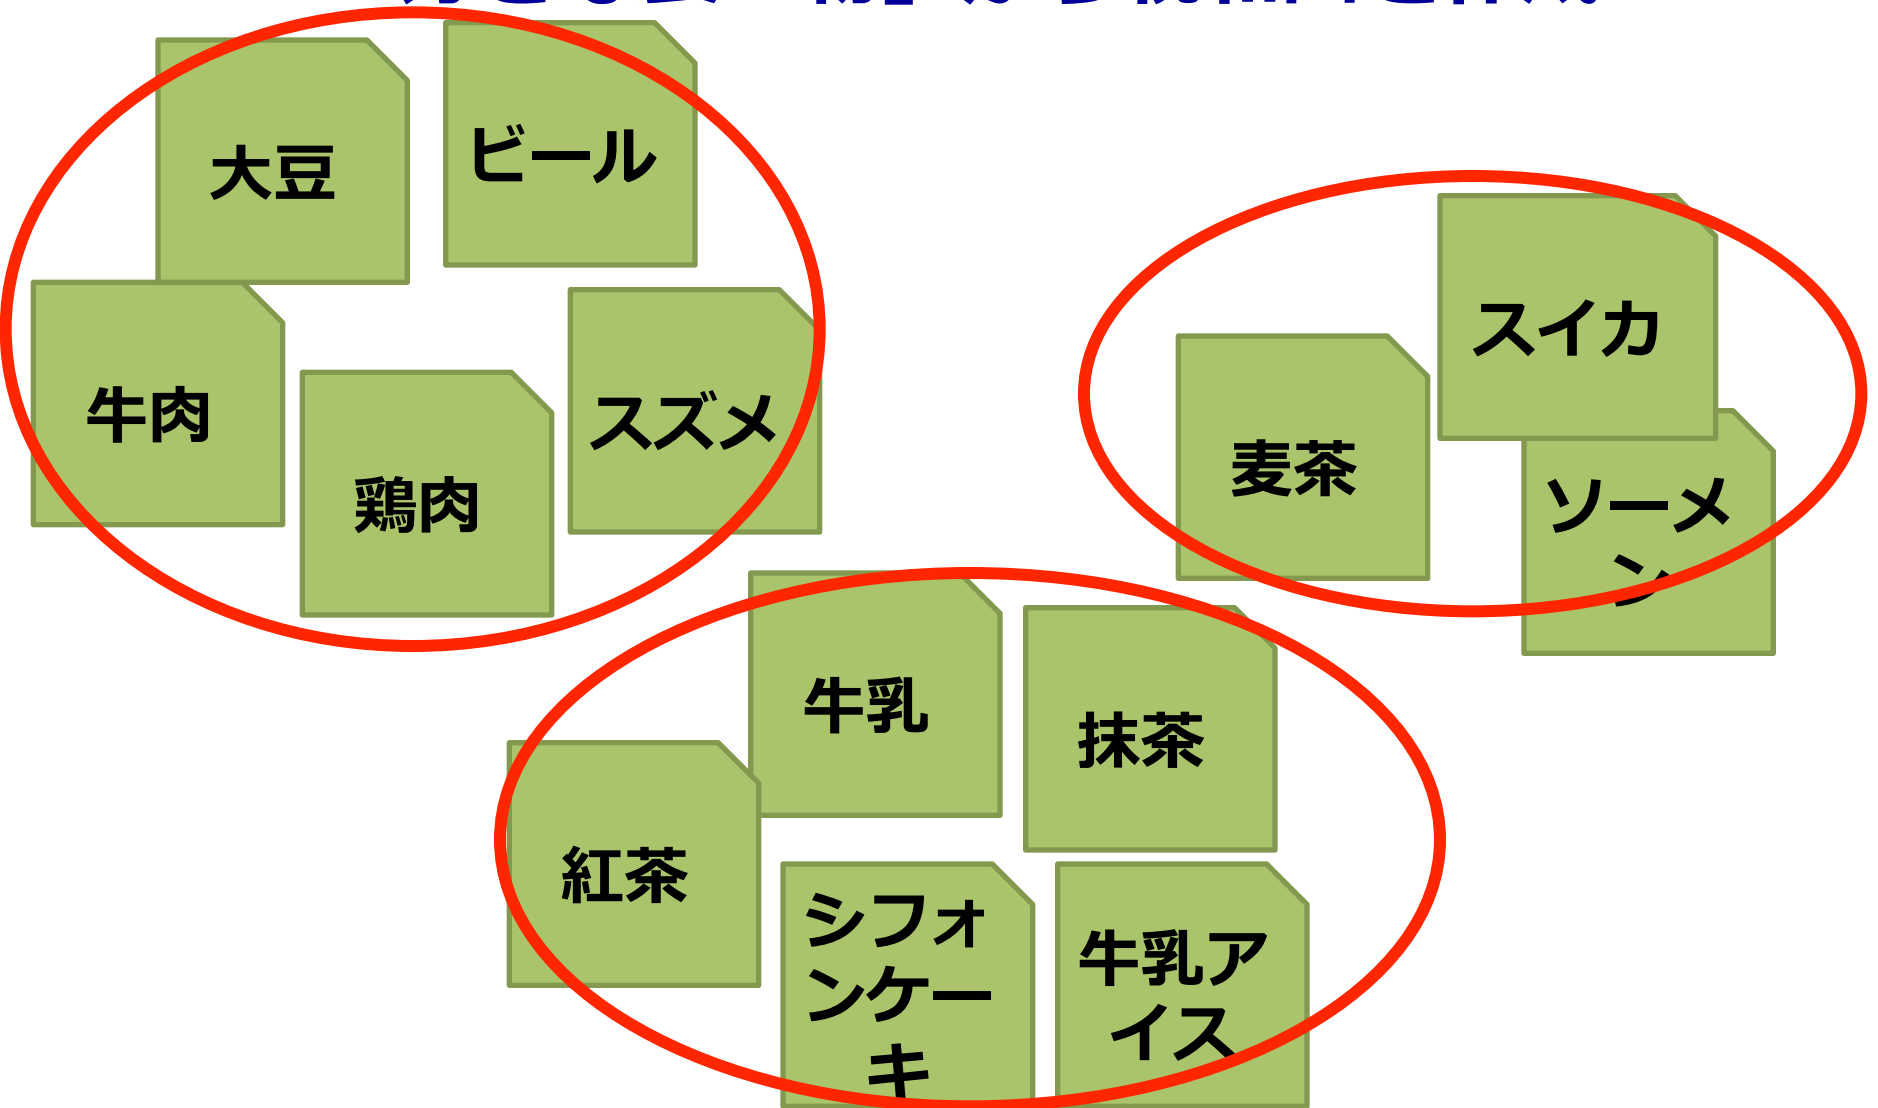 大豆
ビール
牛肉
鶏肉
スズメ
スイカ
麦茶
ソーメ
ン
牛乳
抹茶
紅茶
シフォ
ンケー
キ
牛乳ア
イス